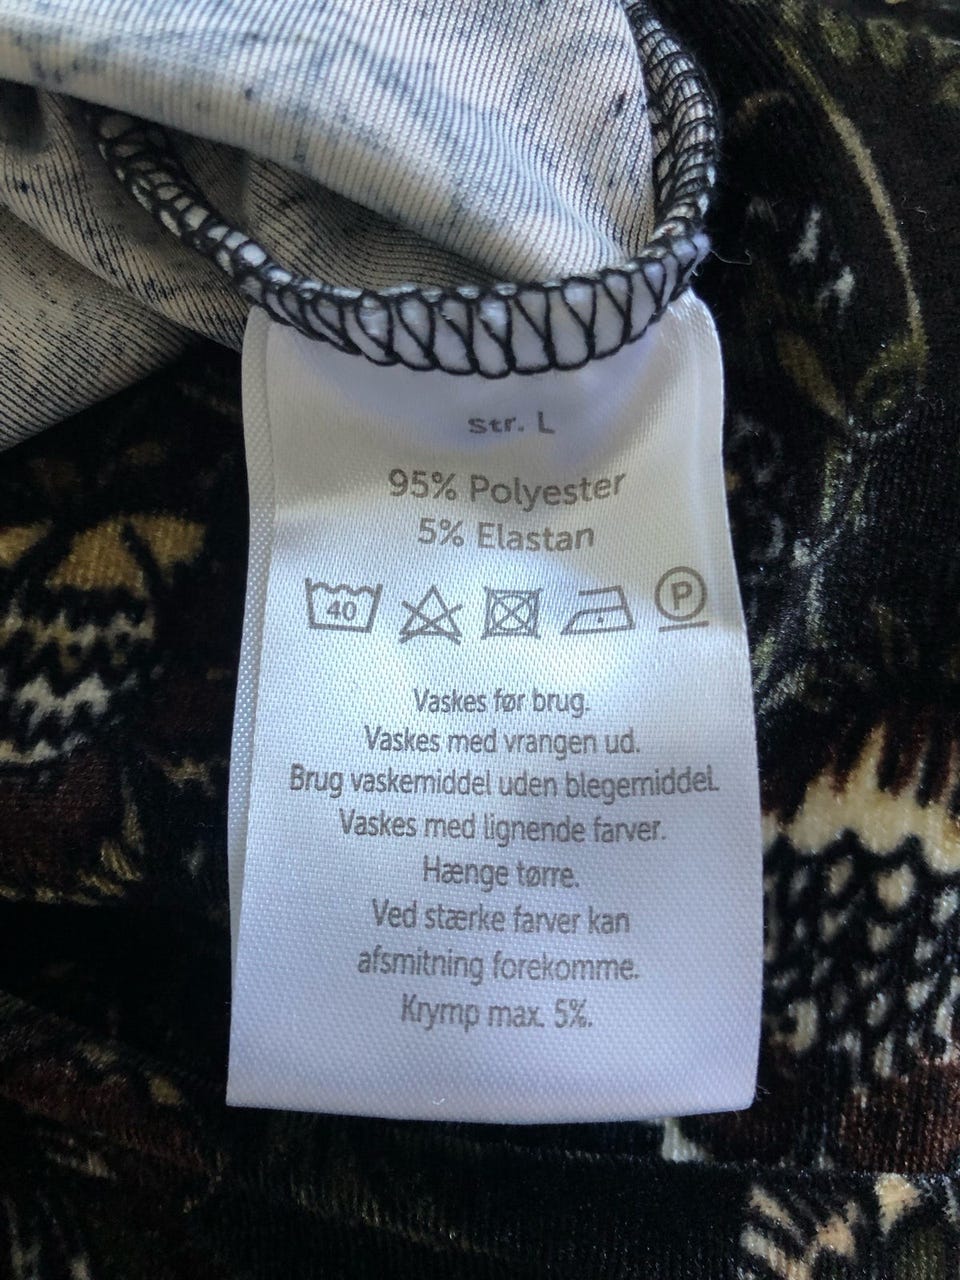 str. L
95% Polyester
5% Elastan
40 P
Vaskes før brug.
Vaskes med vrangen ud.
Brug vaskemiddel uden blegemiddel.
Vaskes med lignende farver.
Hænge tørre.
Ved stærke farver kan
afsmitning forekomme.
Krymp max. 5%.